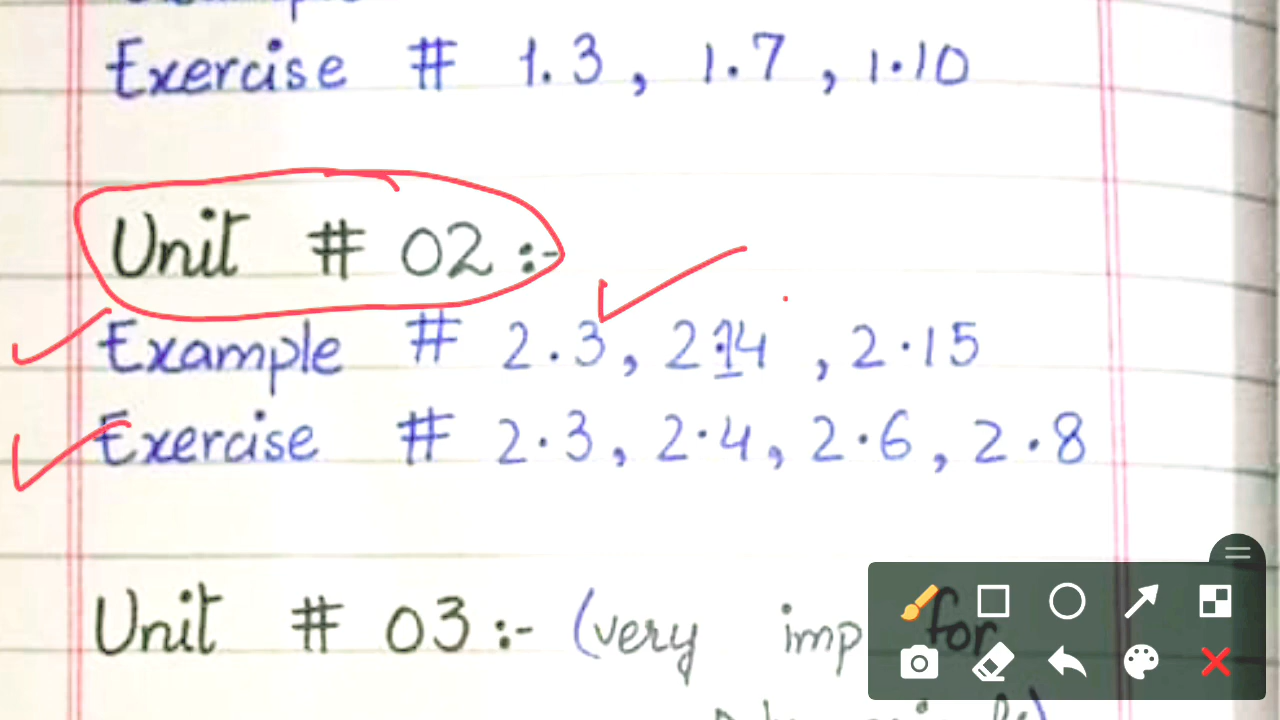 Exercise # 1.3, 1.7, 1.10
Unit # 02:-
Example # 2.3, 2.14, 2.15
Exercise # 2.3, 2.4, 2.6, 2.8
Unit # 03:- (very imp for